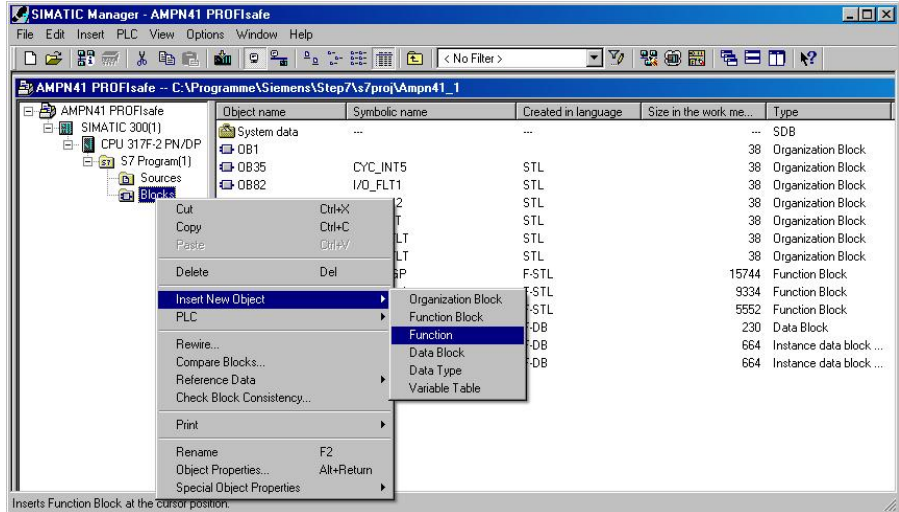 SIMATIC Manager - AMPN41 PROFIsafe
File Edit Insert PLC View Options Window Help
< No Filter >
AMPN41 PROFIsafe -- C:\Programme\Siemens\Step7\s7proj\Ampn41_1
AMPN41 PROFIsafe
SIMATIC 300(1)
CPU 317F-2 PN/DP
S7 Program(1)
Sources
Blocks
Object name Symbolic name Created in language Size in the work me... Type
System data --- --- --- SDB
OB1 38 Organization Block
OB35 CYC_INT5 STL 38 Organization Block
OB82 I/O_FLT1 STL 38 Organization Block
2 STL 38 Organization Block
T STL 38 Organization Block
LT STL 38 Organization Block
LT STL 38 Organization Block
GP F-STL 15744 Function Block
F-STL 9334 Function Block
F-STL 5552 Function Block
F-DB 230 Data Block
F-DB 664 Instance data block ...
F-DB 664 Instance data block ...
Cut Ctrl+X
Copy Ctrl+C
Paste Ctrl+V
Delete Del
Insert New Object
PLC
Rewire...
Compare Blocks...
Reference Data
Check Block Consistency...
Print
Rename F2
Object Properties... Alt+Return
Special Object Properties
Organization Block
Function Block
Function
Data Block
Data Type
Variable Table
Inserts Function Block at the cursor position.